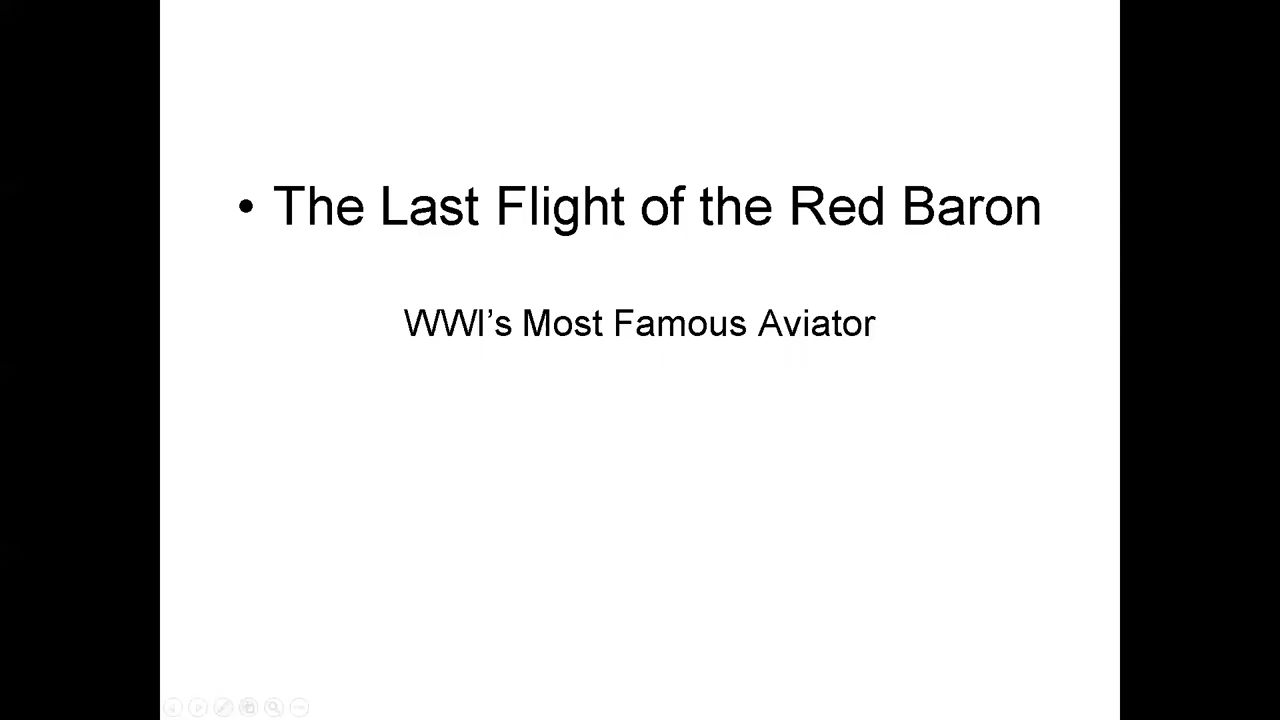 • The Last Flight of the Red Baron
WWI’s Most Famous Aviator